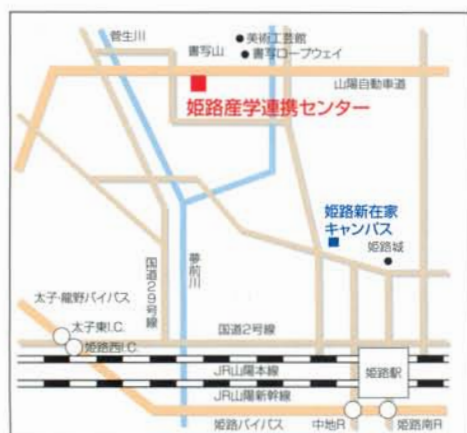 菅生川
美術工芸館
書写山
書写ロープウェイ
山陽自動車道
姫路産学連携センター
姫路新在家
キャンパス
姫路城
国道29号線
夢前川
太子・龍野バイパス
太子東I.C.
国道2号線
姫路西I.C.
JR山陽本線
姫路駅
JR山陽新幹線
姫路バイパス
中地R
姫路南R